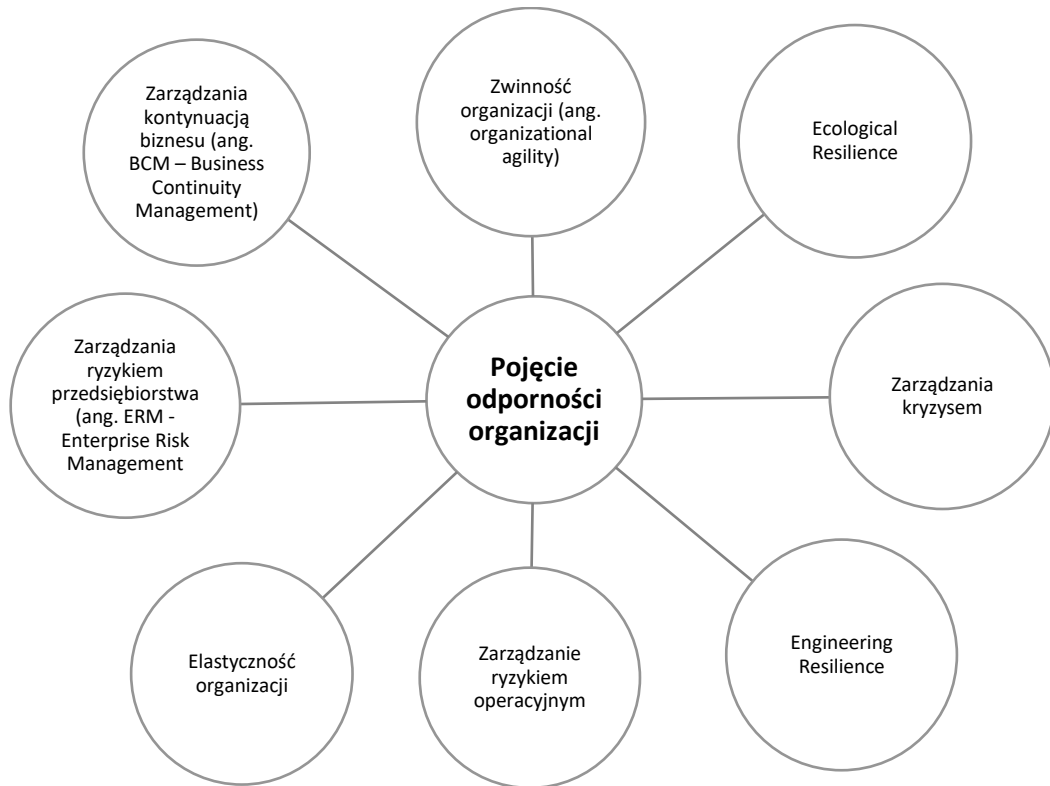 Zarządzania
kontynuacją
biznesu (ang.
BCM – Business
Continuity
Management)
Zwinność
organizacji (ang.
organizational
agility)
Ecological
Resilience
Zarządzania
ryzykiem
przedsiębiorstwa
(ang. ERM -
Enterprise Risk
Management
Pojęcie
odporności
organizacji
Zarządzania
kryzysem
Elastyczność
organizacji
Zarządzanie
ryzykiem
operacyjnym
Engineering
Resilience